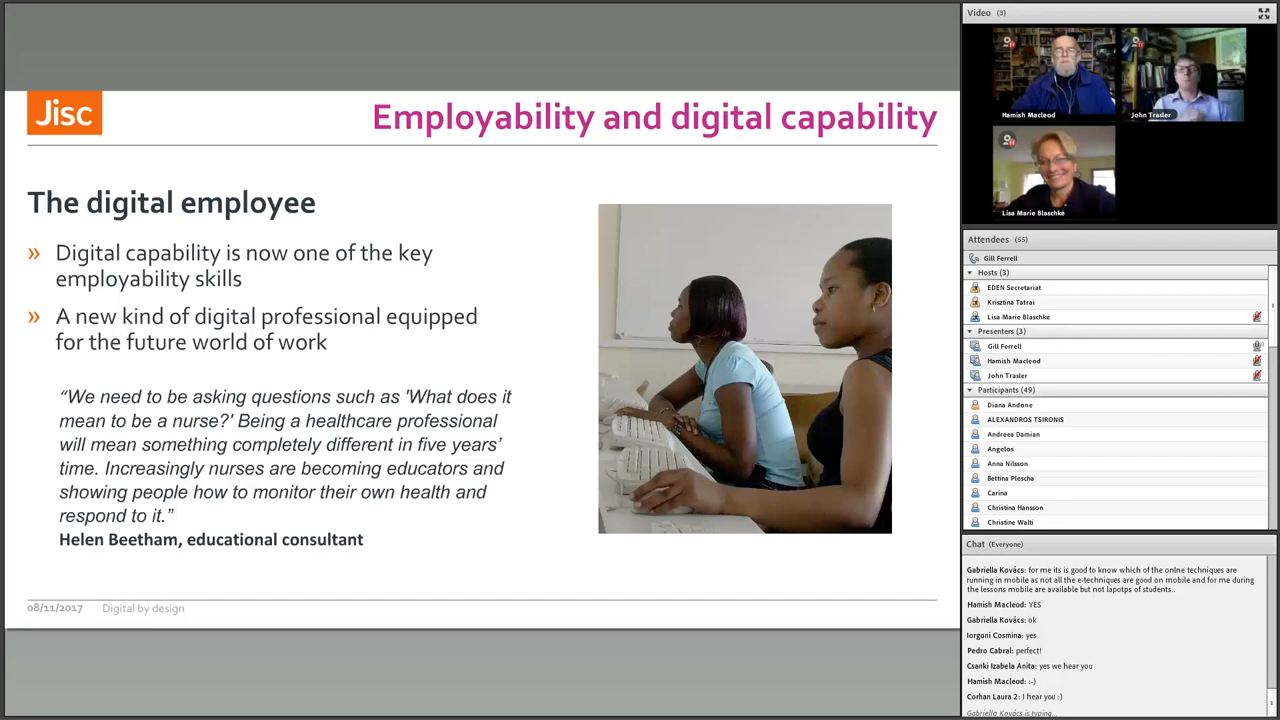 Jisc
Employability and digital capability
The digital employee
» Digital capability is now one of the key
employability skills
» A new kind of digital professional equipped
for the future world of work
“We need to be asking questions such as 'What does it
mean to be a nurse?' Being a healthcare professional
will mean something completely different in five years’
time. Increasingly nurses are becoming educators and
showing people how to monitor their own health and
respond to it.”
Helen Beetham, educational consultant
08/11/2017 Digital by design
Video (3)
Hamish Macleod
John Trasler
Lisa Marie Blaschke
Attendees (55)
Gill Ferrell
Hosts (3)
EDEN Secretariat
Krisztina Tatrai
Lisa Marie Blaschke
Presenters (3)
Gill Ferrell
Hamish Macleod
John Trasler
Participants (49)
Diana Andone
ALEXANDROS TSIRONIS
Andreea Damian
Angelos
Anna Nilsson
Bettina Plescha
Carina
Christina Hansson
Christine Walti
Chat (Everyone)
Gabriella Kovács: for me its is good to know which of the onlne techniques are
running in mobile as not all the e-techniques are good on mobile and for me during
the lessons mobile are available but not lapotps of students..
Hamish Macleod: YES
Gabriella Kovács: ok
Iorgoni Cosmina: yes
Pedro Cabral: perfect!
Csanki Izabela Anita: yes we hear you
Hamish Macleod: :-)
Corhan Laura 2: I hear you :)
Gabriella Kovács is typing...